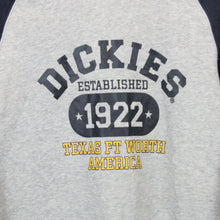 DICKIES®
ESTABLISHED
★ 1922 ★
TEXAS FT WORTH
AMERICA